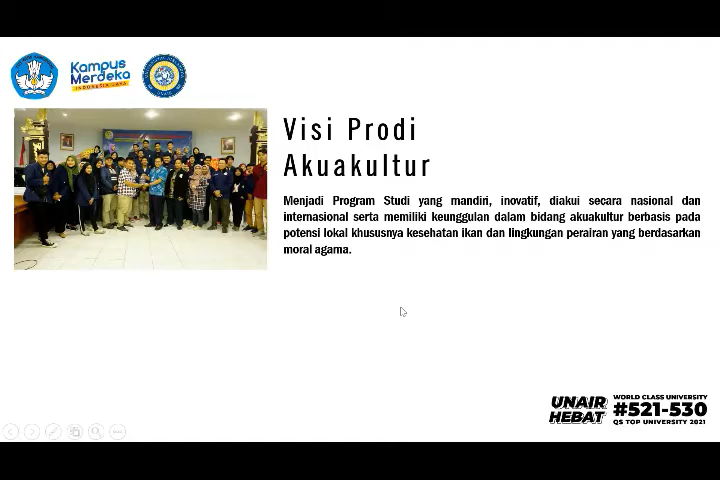 Kampus
Merdeka
INDONESIA JAYA
Visi Prodi
Akuakultur
Menjadi Program Studi yang mandiri, inovatif, diakui secara nasional dan
internasional serta memiliki keunggulan dalam bidang akuakultur berbasis pada
potensi lokal khususnya kesehatan ikan dan lingkungan perairan yang berdasarkan
moral agama.
UNAIR
HEBAT
WORLD CLASS UNIVERSITY
#521-530
QS TOP UNIVERSITY 2021